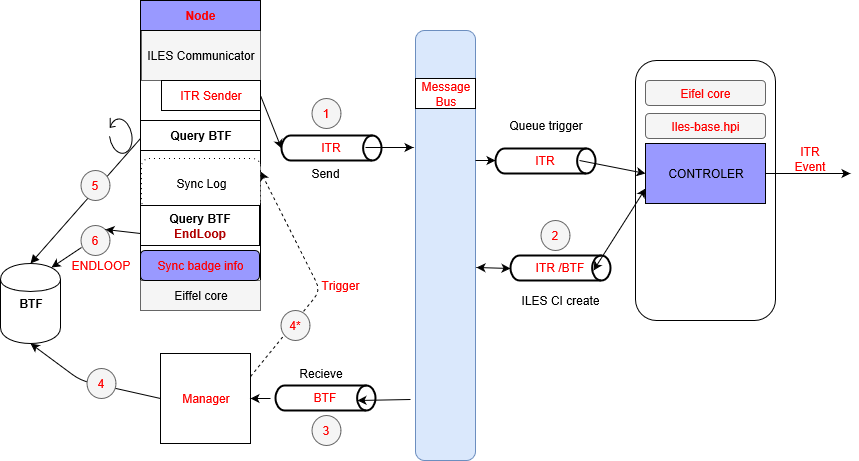 Node
ILES Communicator
ITR Sender
Query BTF
Sync Log
Query BTF
EndLoop
Sync badge info
Eiffel core
1
ITR
Send
Message
Bus
Queue trigger
ITR
Eifel core
Iles-base.hpi
CONTROLER
ITR
Event
2
ITR /BTF
ILES CI create
5
6
ENDLOOP
BTF
Trigger
4*
4
Manager
Recieve
BTF
3